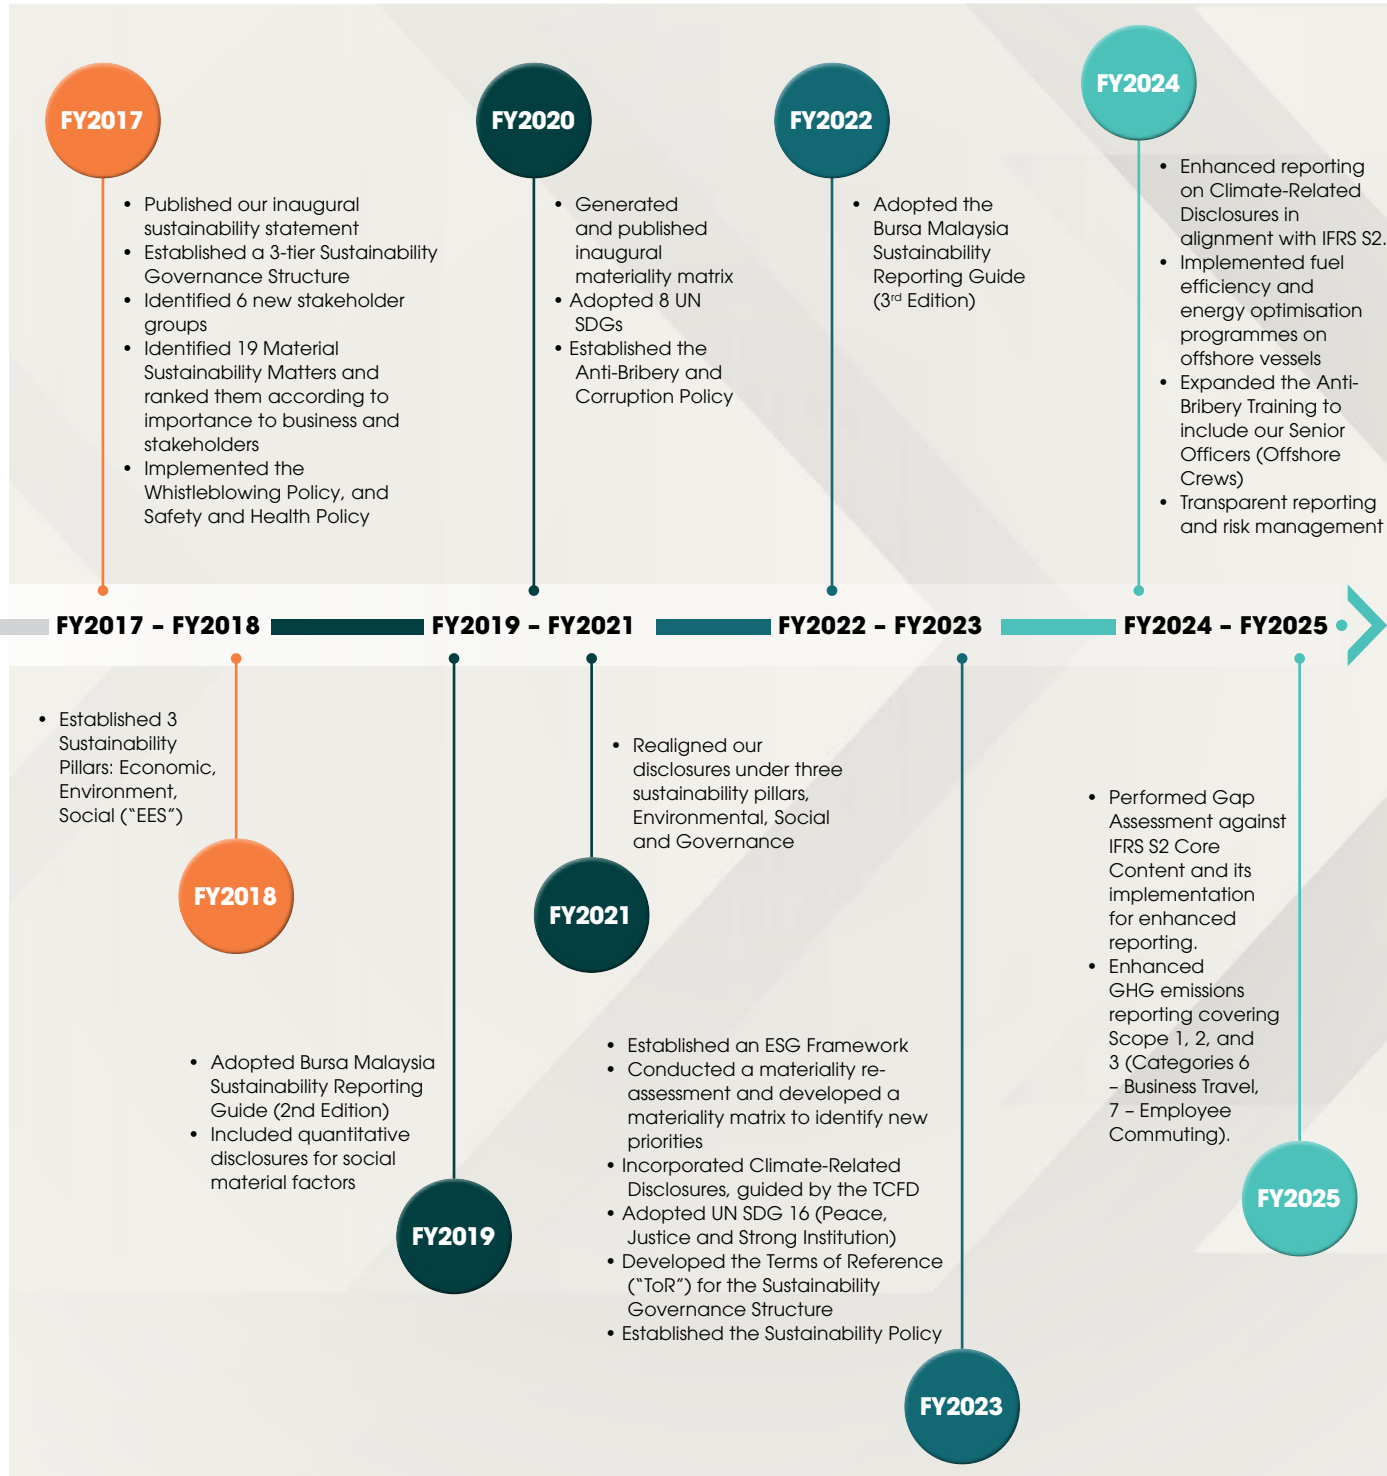 FY2017
• Published our inaugural
sustainability statement
• Established a 3-tier Sustainability
Governance Structure
• Identified 6 new stakeholder
groups
• Identified 19 Material
Sustainability Matters and
ranked them according to
importance to business and
stakeholders
• Implemented the
Whistleblowing Policy, and
Safety and Health Policy
FY2020
• Generated
and published
inaugural
materiality matrix
• Adopted 8 UN
SDGs
• Established the
Anti-Bribery and
Corruption Policy
FY2022
• Adopted the
Bursa Malaysia
Sustainability
Reporting Guide
(3rd Edition)
FY2024
• Enhanced reporting
on Climate-Related
Disclosures in
alignment with IFRS S2.
• Implemented fuel
efficiency and
energy optimisation
programmes on
offshore vessels
• Expanded the Anti-
Bribery Training to
include our Senior
Officers (Offshore
Crews)
• Transparent reporting
and risk management
FY2017 – FY2018
FY2019 – FY2021
FY2022 – FY2023
FY2024 – FY2025
• Established 3
Sustainability
Pillars: Economic,
Environment,
Social (“EES”)
FY2018
• Adopted Bursa Malaysia
Sustainability Reporting
Guide (2nd Edition)
• Included quantitative
disclosures for social
material factors
FY2019
• Realigned our
disclosures under three
sustainability pillars,
Environmental, Social
and Governance
FY2021
• Established an ESG Framework
• Conducted a materiality re-
assessment and developed a
materiality matrix to identify new
priorities
• Incorporated Climate-Related
Disclosures, guided by the TCFD
• Adopted UN SDG 16 (Peace,
Justice and Strong Institution)
• Developed the Terms of Reference
(“ToR”) for the Sustainability
Governance Structure
• Established the Sustainability Policy
FY2023
• Performed Gap
Assessment against
IFRS S2 Core
Content and its
implementation
for enhanced
reporting.
• Enhanced
GHG emissions
reporting covering
Scope 1, 2, and
3 (Categories 6
– Business Travel,
7 – Employee
Commuting).
FY2025